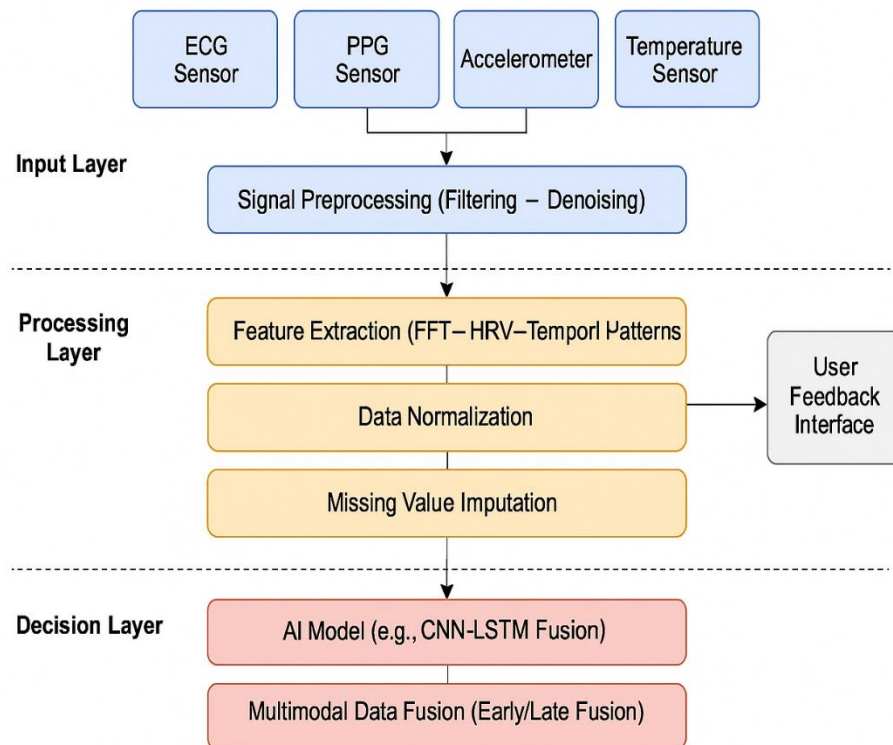 ECG
Sensor
PPG
Sensor
Accelerometer
Temperature
Sensor
Input Layer
Signal Preprocessing (Filtering – Denoising)
Processing
Layer
Feature Extraction (FFT–HRV–Temporl Patterns
User
Feedback
Interface
Data Normalization
Missing Value Imputation
Decision Layer
AI Model (e.g., CNN-LSTM Fusion)
Multimodal Data Fusion (Early/Late Fusion)